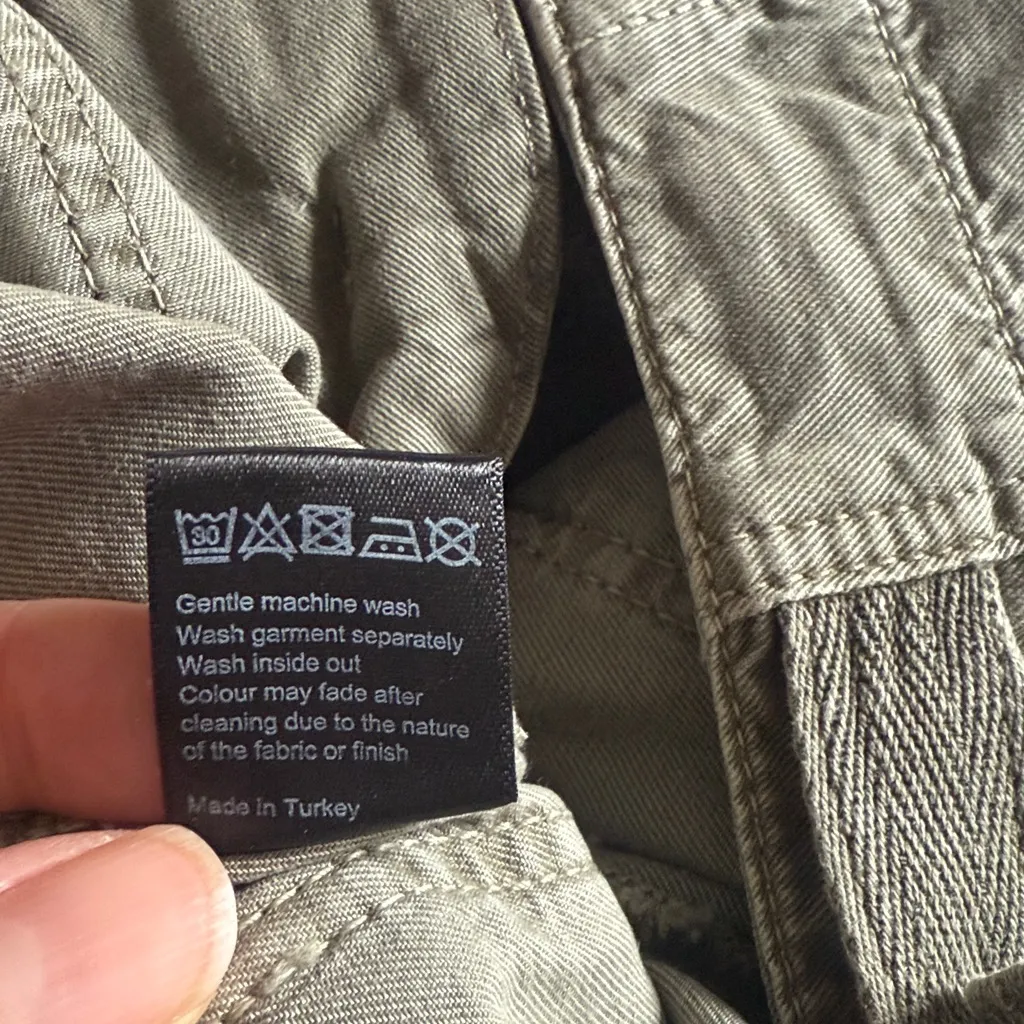 30
Gentle machine wash
Wash garment separately
Wash inside out
Colour may fade after
cleaning due to the nature
of the fabric or finish
Made in Turkey